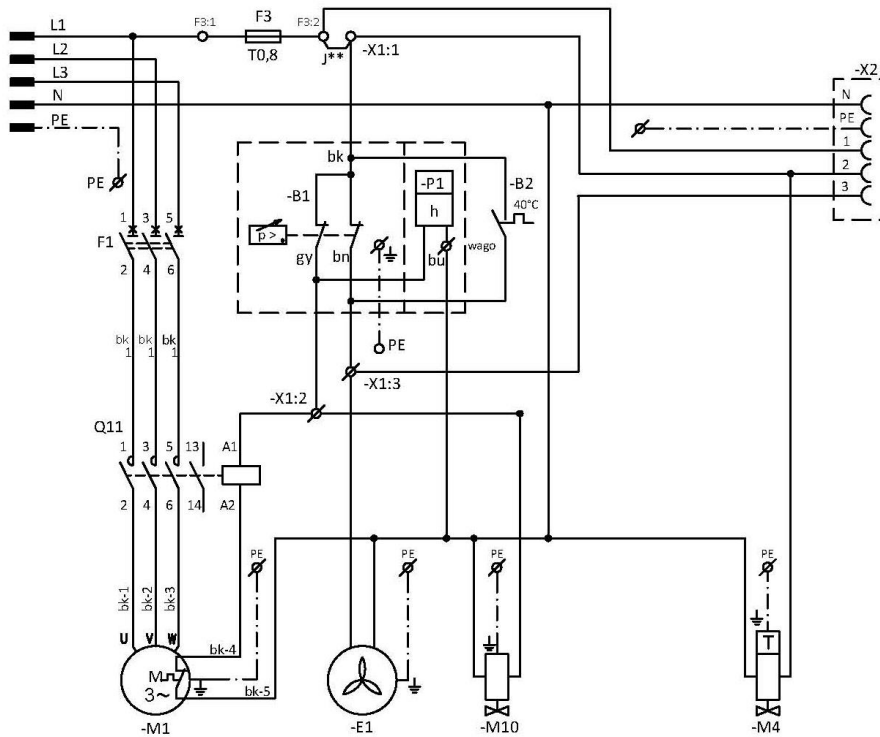 L1
F3:1
F3
F3:2
T0,8
J**
-X1:1
L2
L3
N
PE
-X2
N
PE
1
2
3
PE
bk
-B1
-P1
h
-B2
40°C
p >
wago
gy
bn
bu
1 3 5
F1
2 4 6
PE
bk 1
bk 1
bk 1
-X1:3
-X1:2
Q11
1 3 5 13
A1
2 4 6 14
A2
PE
PE
PE
PE
bk-1
bk-2
bk-3
U V W
bk-4
M
3~
bk-5
T
-M1
-E1
-M10
-M4